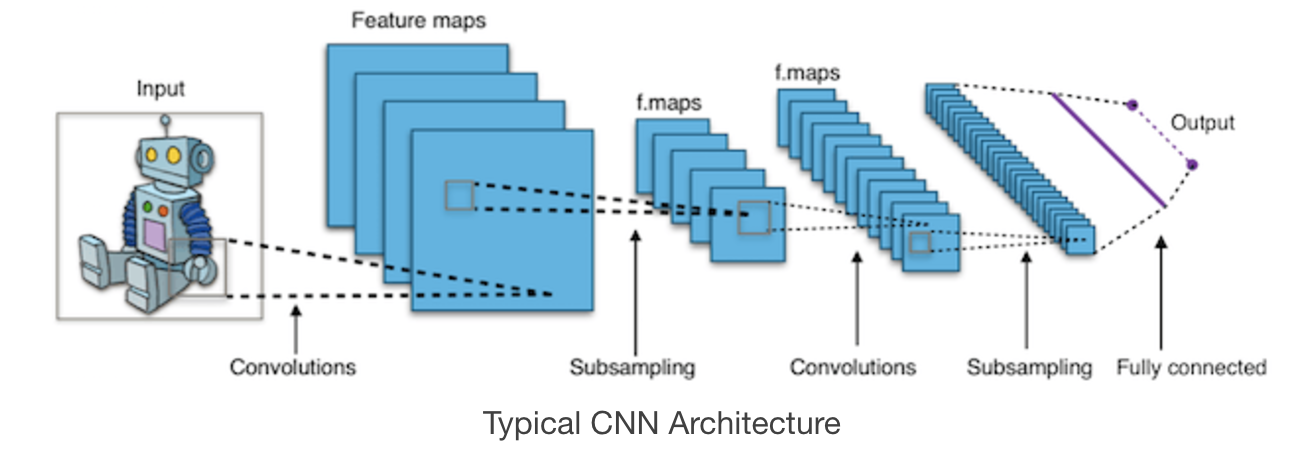 Feature maps
Input
f.maps
f.maps
Output
Convolutions
Subsampling
Convolutions
Subsampling
Fully connected
Typical CNN Architecture